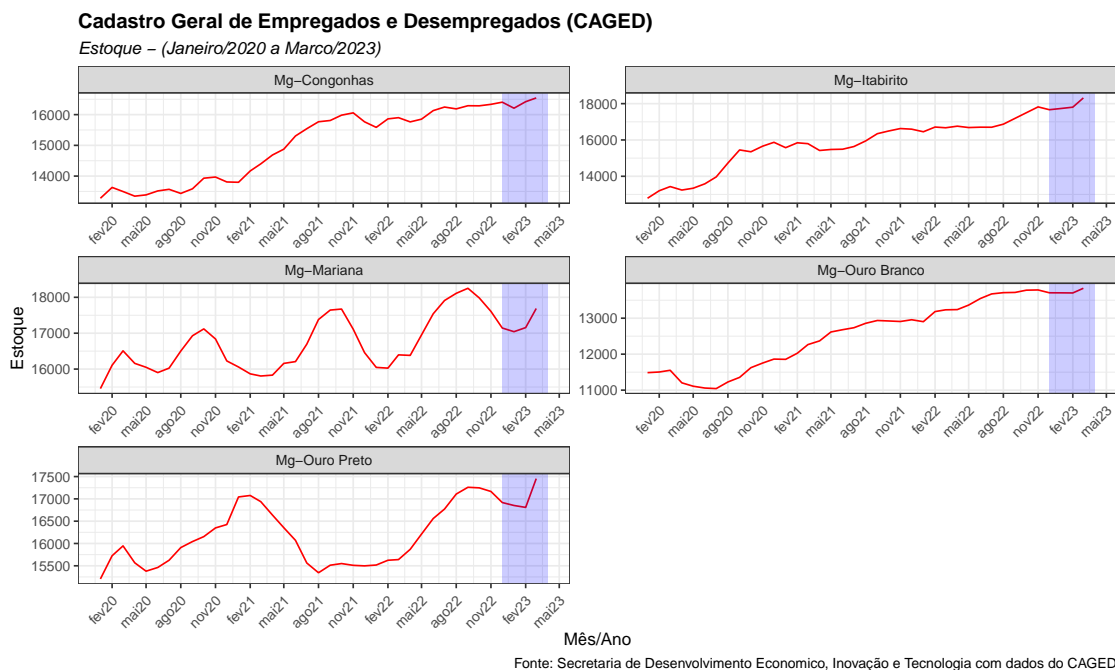 Cadastro Geral de Empregados e Desempregados (CAGED)
Estoque − (Janeiro/2020 a Marco/2023)
Mg−Congonhas
16000
15000
14000
fev20 mai20 ago20 nov20 fev21 mai21 ago21 nov21 fev22 mai22 ago22 nov22 fev23 mai23
Mg−Itabirito
18000
16000
14000
fev20 mai20 ago20 nov20 fev21 mai21 ago21 nov21 fev22 mai22 ago22 nov22 fev23 mai23
Estoque
Mg−Mariana
18000
17000
16000
fev20 mai20 ago20 nov20 fev21 mai21 ago21 nov21 fev22 mai22 ago22 nov22 fev23 mai23
Mg−Ouro Branco
13000
12000
11000
fev20 mai20 ago20 nov20 fev21 mai21 ago21 nov21 fev22 mai22 ago22 nov22 fev23 mai23
Mg−Ouro Preto
17500
17000
16500
16000
15500
fev20 mai20 ago20 nov20 fev21 mai21 ago21 nov21 fev22 mai22 ago22 nov22 fev23 mai23
Mês/Ano
Fonte: Secretaria de Desenvolvimento Economico, Inovação e Tecnologia com dados do CAGED